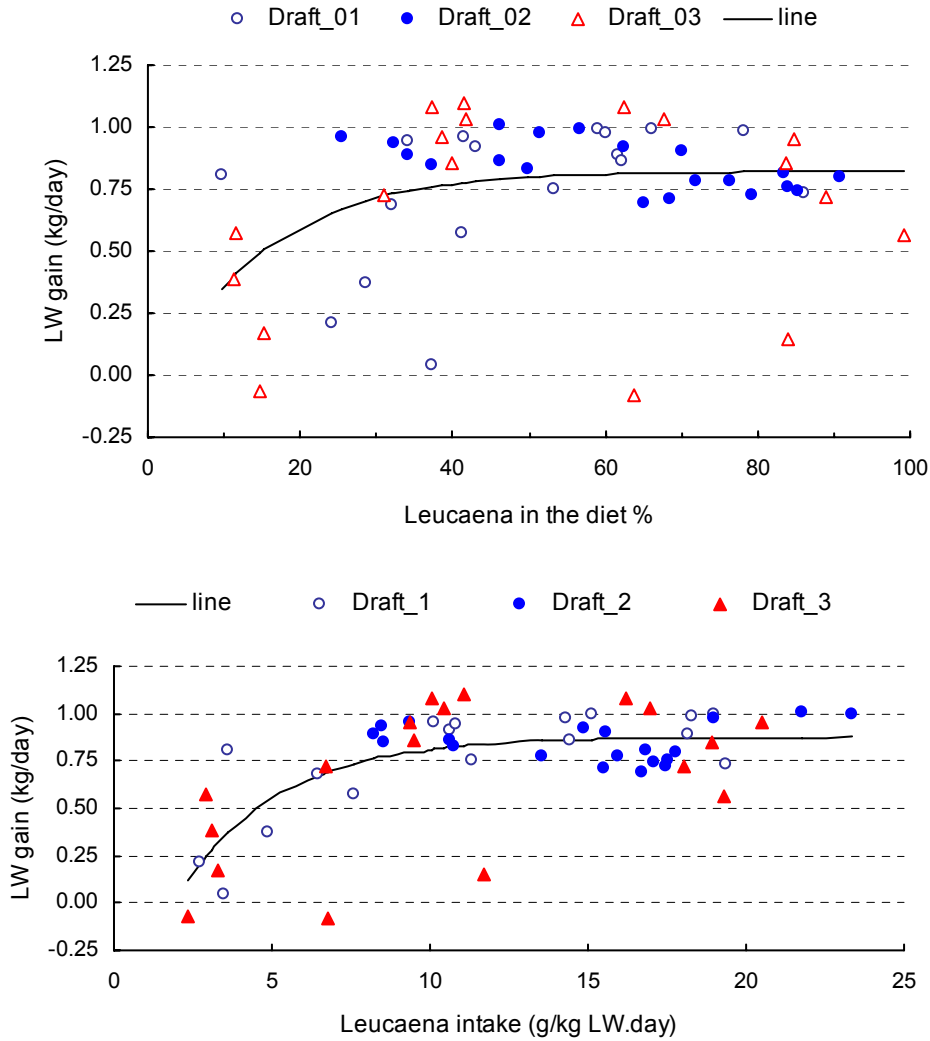 Draft_01 Draft_02 Draft_03 line
1.25
1.00
0.75
0.50
0.25
0.00
-0.25
LW gain (kg/day)
0 20 40 60 80 100
Leucaena in the diet %
line Draft_1 Draft_2 Draft_3
1.25
1.00
0.75
0.50
0.25
0.00
-0.25
LW gain (kg/day)
0 5 10 15 20 25
Leucaena intake (g/kg LW.day)